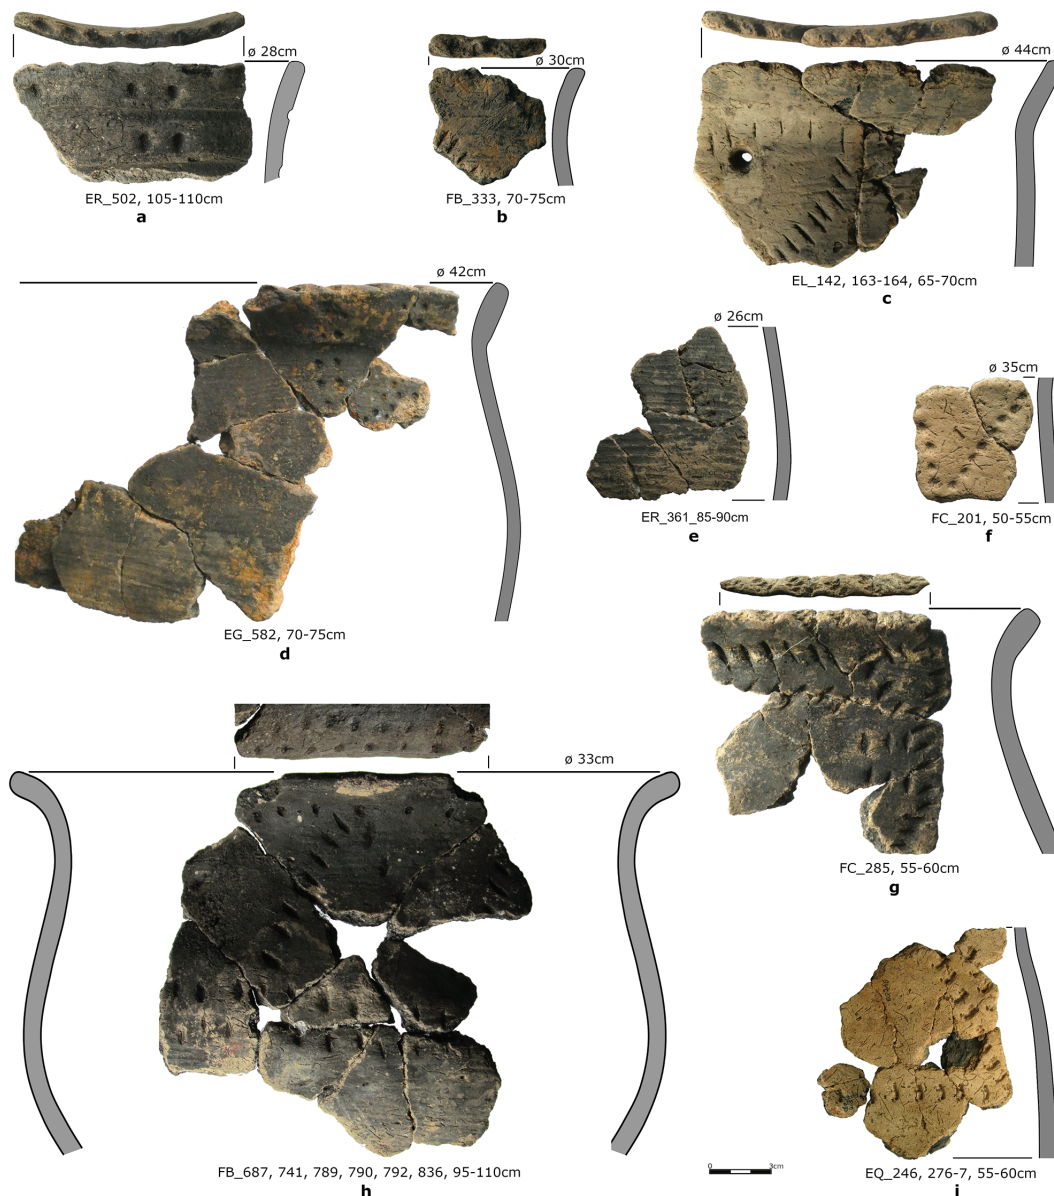 ø 28cm
ER_502, 105-110cm
a
ø 30cm
FB_333, 70-75cm
b
ø 44cm
EL_142, 163-164, 65-70cm
c
ø 42cm
EG_582, 70-75cm
d
ø 26cm
ER_361_85-90cm
e
ø 35cm
FC_201, 50-55cm
f
FC_285, 55-60cm
g
ø 33cm
FB_687, 741, 789, 790, 792, 836, 95-110cm
h
0 3cm
EQ_246, 276-7, 55-60cm
i